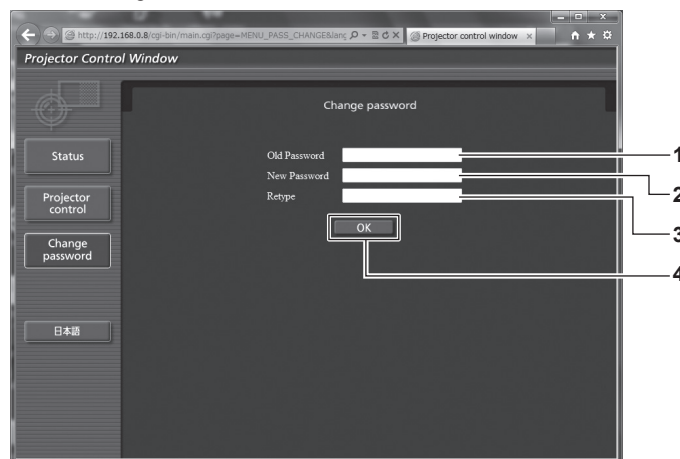 http://192.168.0.8/cgi-bin/main.cgi?page=MENU_PASS_CHANGE&lang
Projector control window
Projector Control Window
Change password
Status
Projector
control
Change
password
日本語
Old Password
New Password
Retype
OK
1
2
3
4